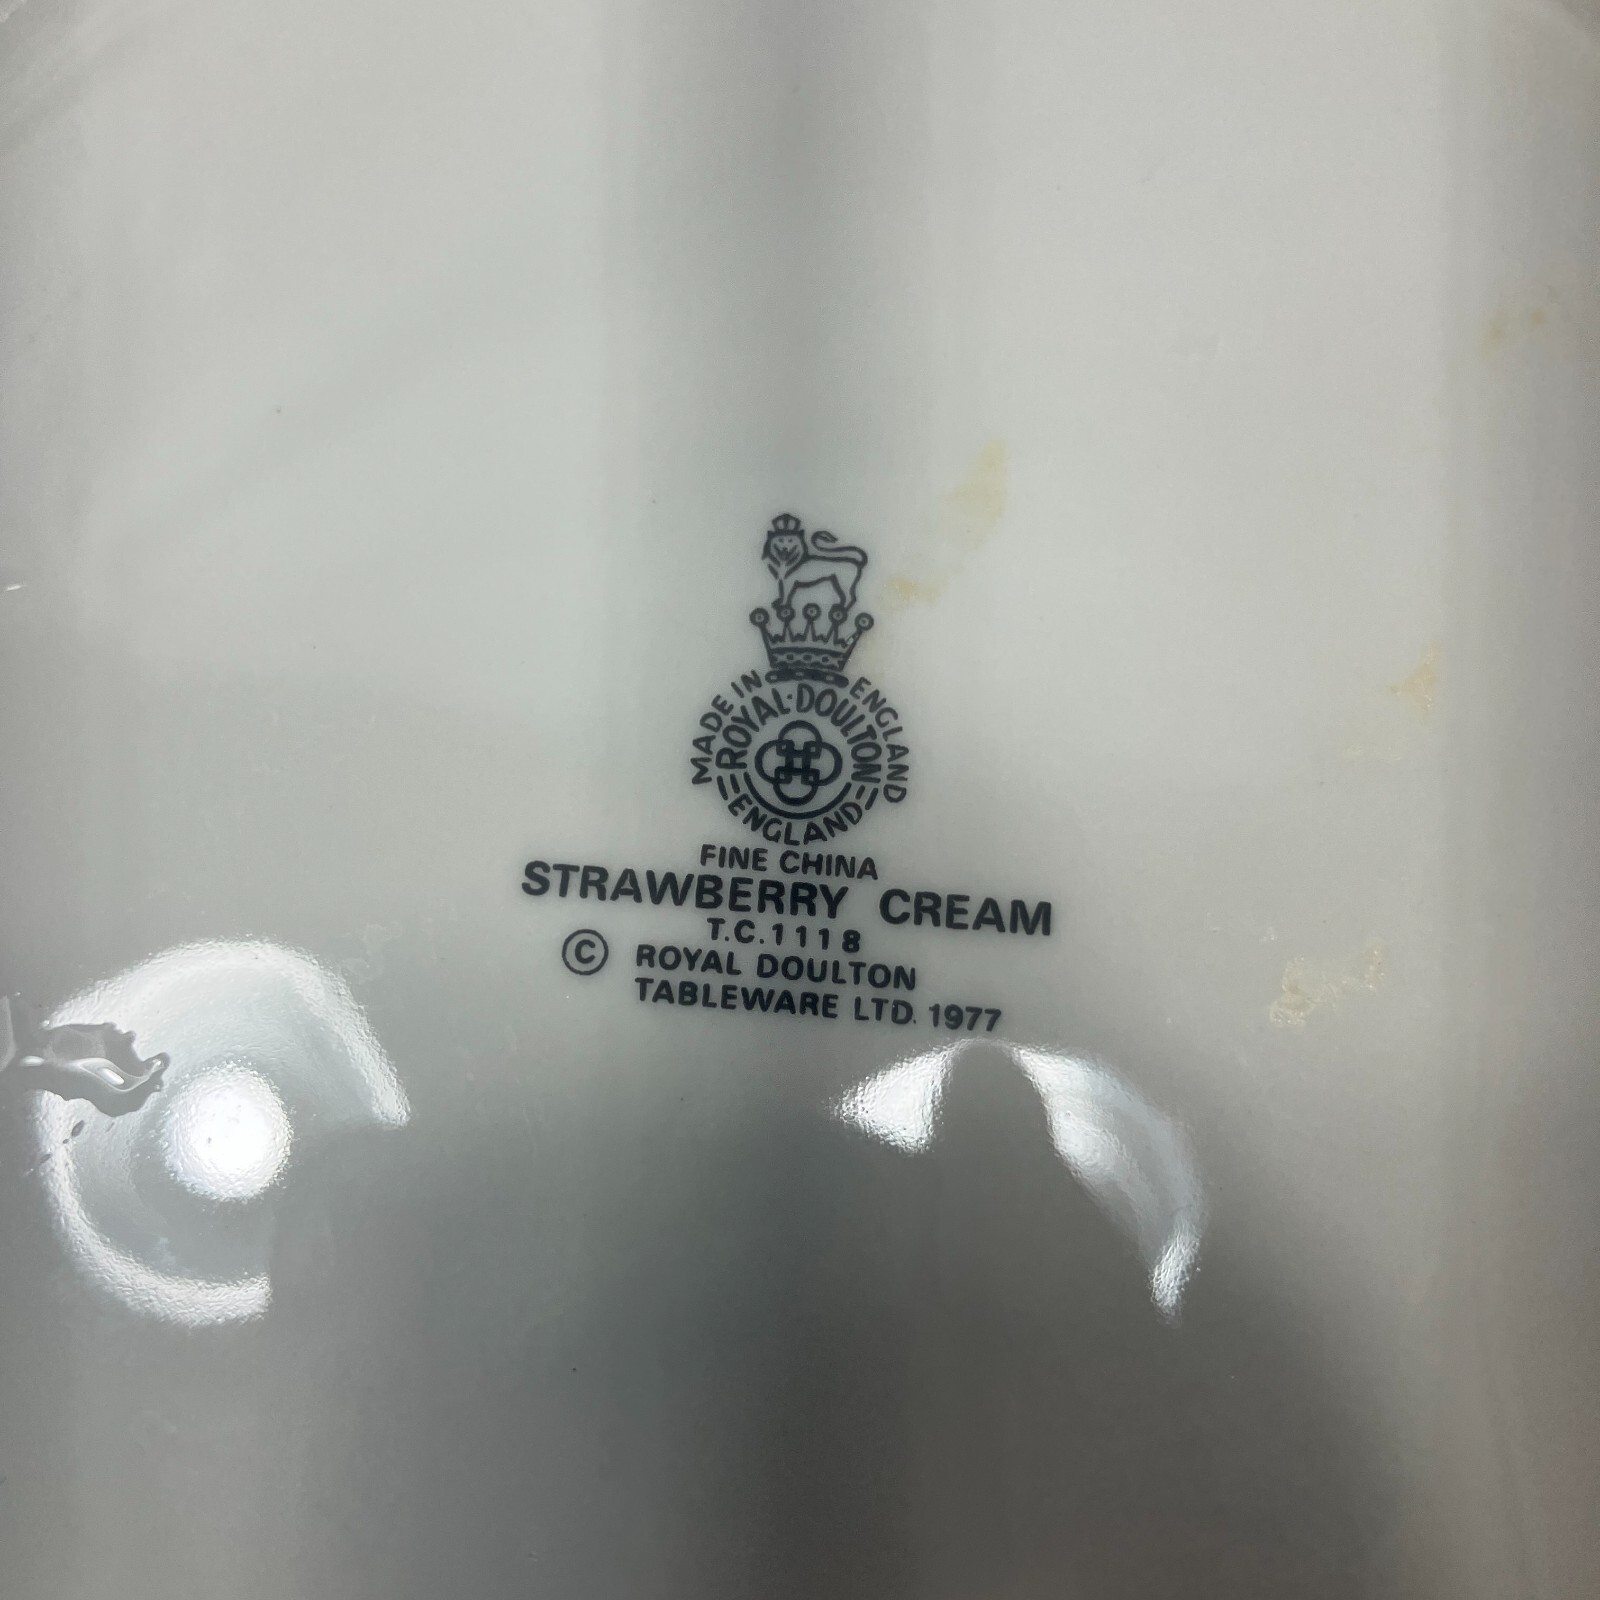 MADE IN ENGLAND
ROYAL·DOULTON
ENGLAND
FINE CHINA
STRAWBERRY CREAM
T.C.1118
© ROYAL DOULTON
TABLEWARE LTD. 1977